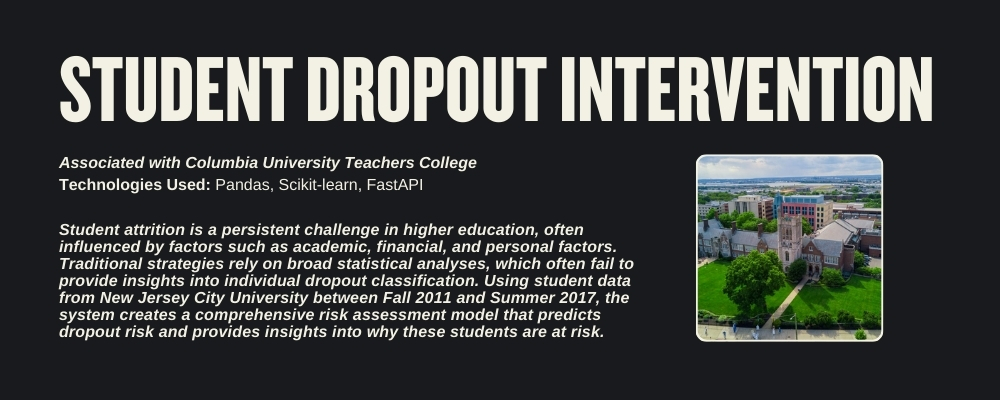 STUDENT DROPOUT INTERVENTION
Associated with Columbia University Teachers College
Technologies Used: Pandas, Scikit-learn, FastAPI
Student attrition is a persistent challenge in higher education, often
influenced by factors such as academic, financial, and personal factors.
Traditional strategies rely on broad statistical analyses, which often fail to
provide insights into individual dropout classification. Using student data
from New Jersey City University between Fall 2011 and Summer 2017, the
system creates a comprehensive risk assessment model that predicts
dropout risk and provides insights into why these students are at risk.